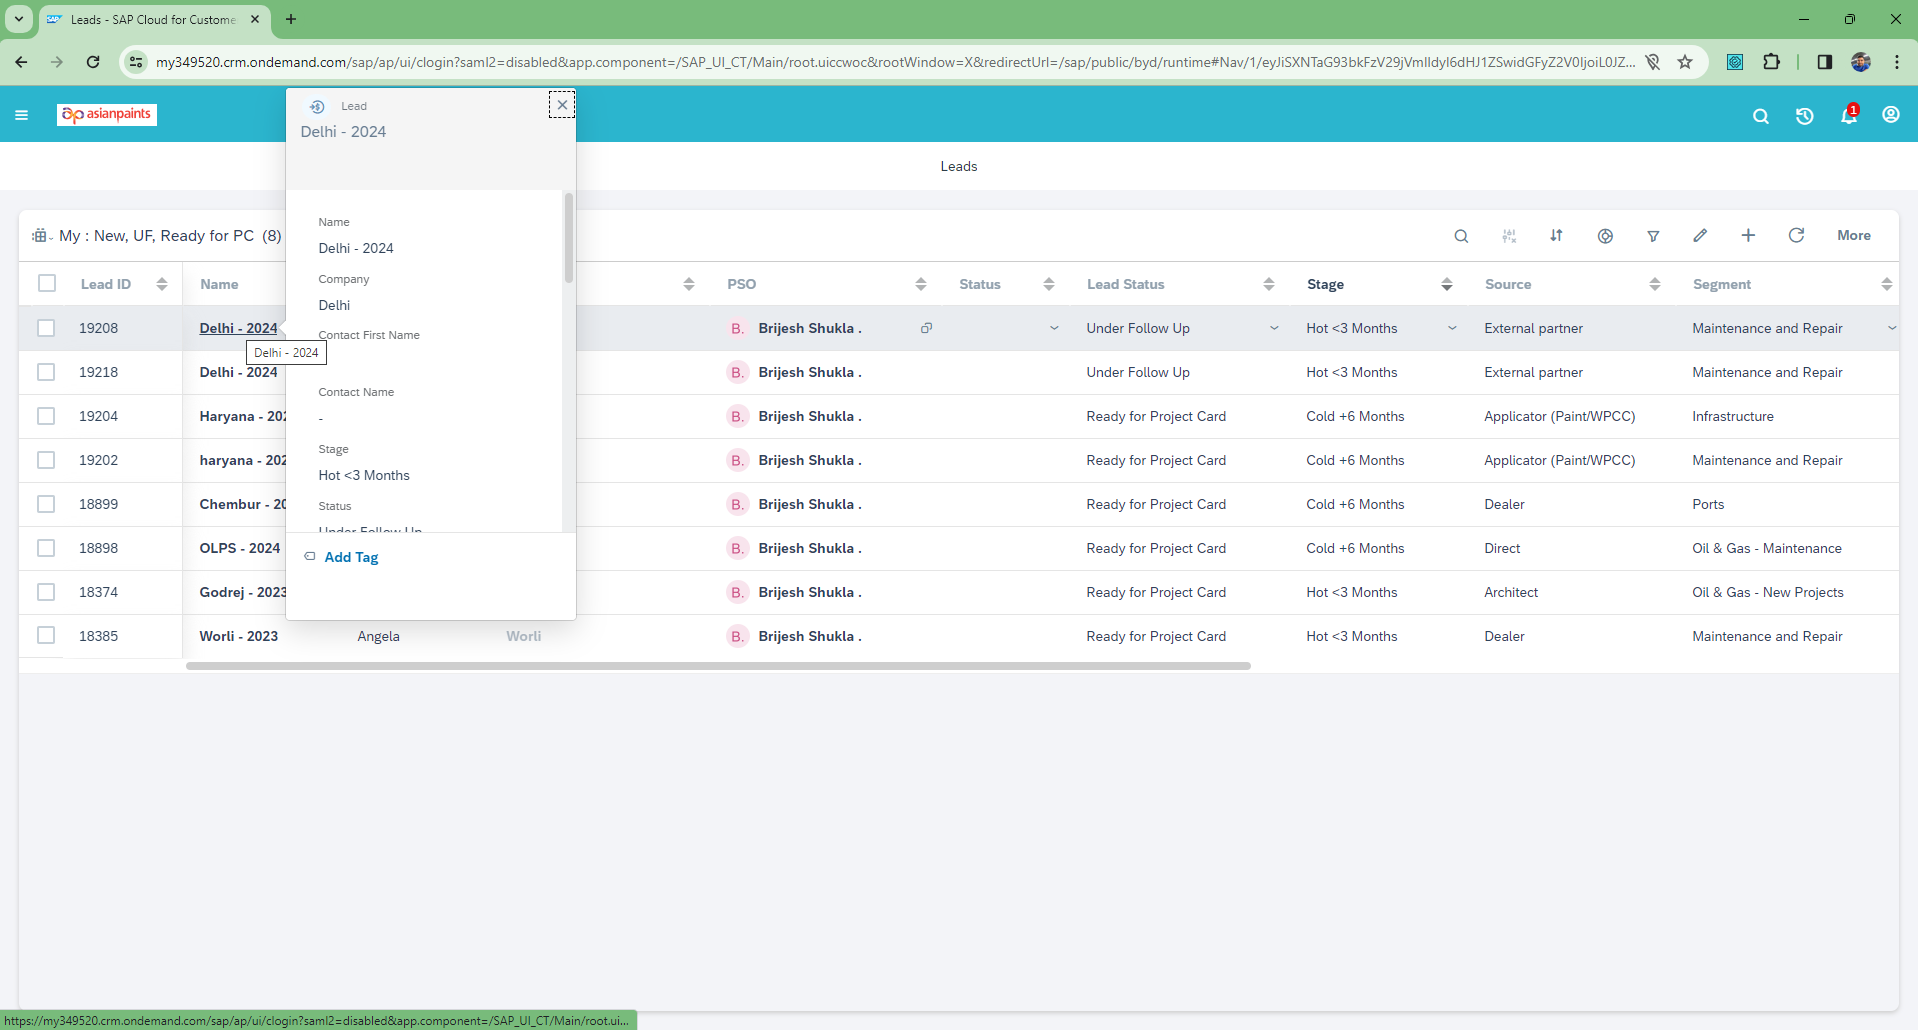 Leads - SAP Cloud for Custome
my349520.crm.ondemand.com/sap/ap/ui/clogin?saml2=disabled&app.component=/SAP_UI_CT/Main/root.uiccwoc&rootWindow=X&redirectUrl=/sap/public/byd/runtime#Nav/1/
asianpaints
1
Lead
Delhi - 2024
Leads
My : New, UF, Ready for PC (8)
More
Lead ID Name PSO Status Lead Status Stage Source Segment
19208 Delhi - 2024 B. Brijesh Shukla . Under Follow Up Hot <3 Months External partner Maintenance and Repair
19218 Delhi - 2024 B. Brijesh Shukla . Under Follow Up Hot <3 Months External partner Maintenance and Repair
19204 Haryana - 202 B. Brijesh Shukla . Ready for Project Card Cold +6 Months Applicator (Paint/WPCC) Infrastructure
19202 haryana - 202 B. Brijesh Shukla . Ready for Project Card Cold +6 Months Applicator (Paint/WPCC) Maintenance and Repair
18899 Chembur - 20 B. Brijesh Shukla . Ready for Project Card Cold +6 Months Dealer Ports
18898 OLPS - 2024 B. Brijesh Shukla . Ready for Project Card Cold +6 Months Direct Oil & Gas - Maintenance
18374 Godrej - 2023 B. Brijesh Shukla . Ready for Project Card Hot <3 Months Architect Oil & Gas - New Projects
18385 Worli - 2023 Angela Worli B. Brijesh Shukla . Ready for Project Card Hot <3 Months Dealer Maintenance and Repair
Delhi - 2024
Name
Delhi - 2024
Company
Delhi
Contact First Name
Contact Name
-
Stage
Hot <3 Months
Status
Under Follow Up
Add Tag
https://my349520.crm.ondemand.com/sap/ap/ui/clogin?saml2=disabled&app.component=/SAP_UI_CT/Main/root.ui...